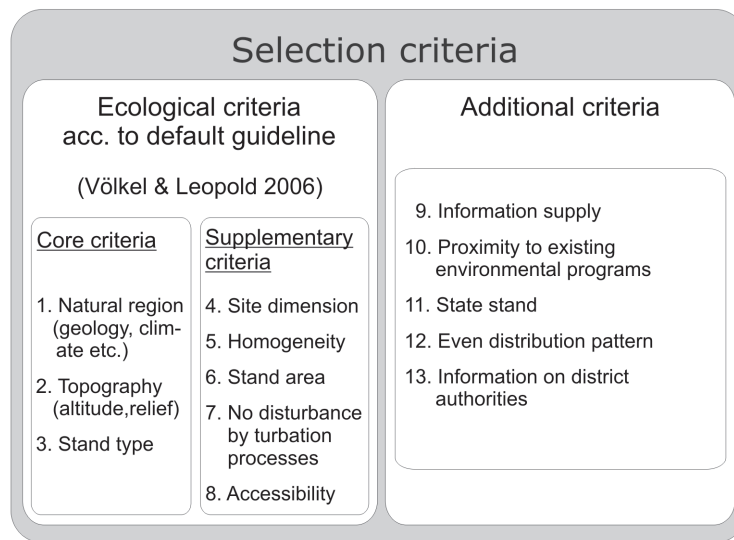 Selection criteria
Ecological criteria
acc. to default guideline
(Völkel & Leopold 2006)
Core criteria
1. Natural region
(geology, clim-
ate etc.)
2. Topography
(altitude,relief)
3. Stand type
Supplementary
criteria
4. Site dimension
5. Homogeneity
6. Stand area
7. No disturbance
by turbation
processes
8. Accessibility
Additional criteria
9. Information supply
10. Proximity to existing
environmental programs
11. State stand
12. Even distribution pattern
13. Information on district
authorities